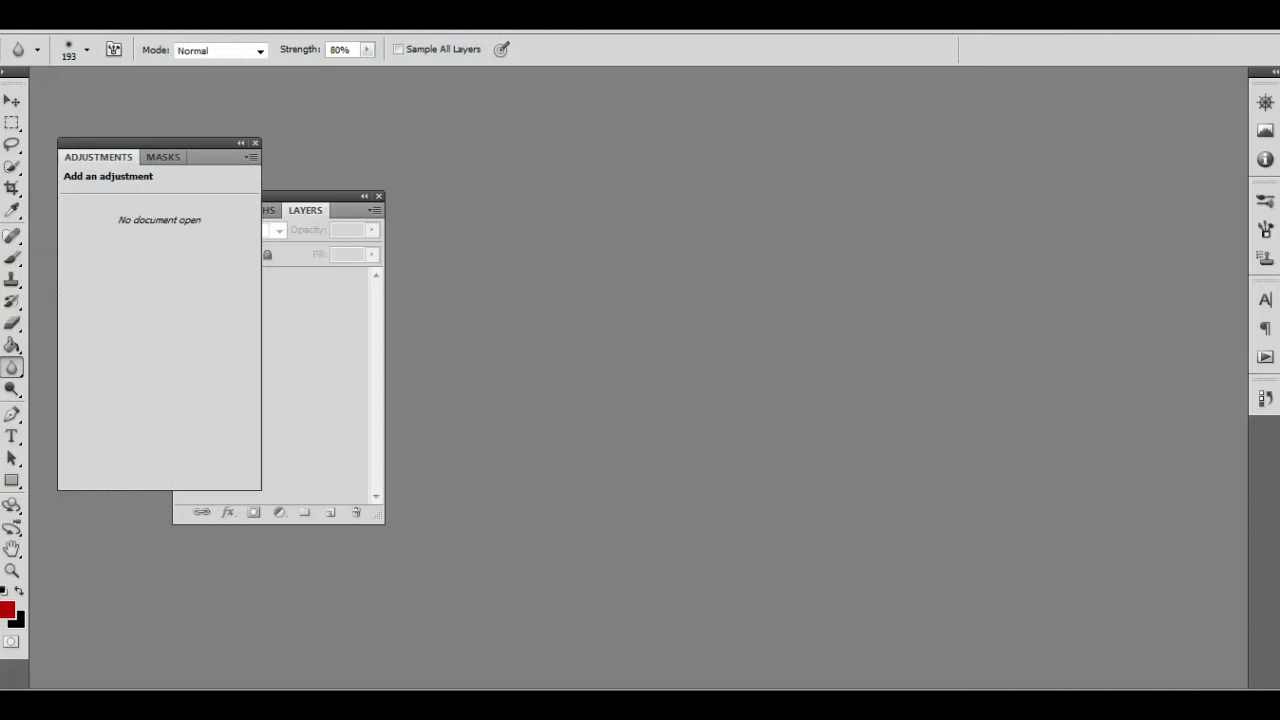 193
Mode: Normal
Strength: 80%
Sample All Layers
ADJUSTMENTS MASKS
Add an adjustment
No document open
HS LAYERS
Opacity:
Fill:
fx
T
A